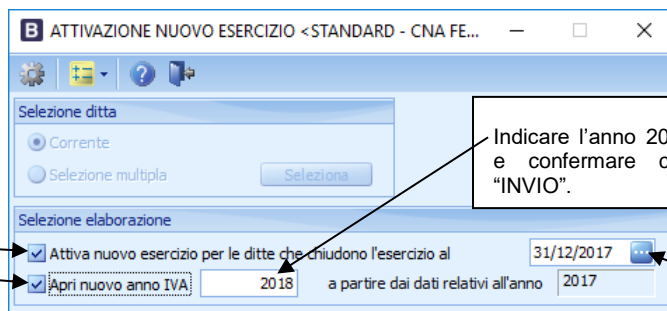 B ATTIVAZIONE NUOVO ESERCIZIO <STANDARD - CNA FE...
Selezione ditta
Corrente
Selezione multipla Seleziona
Indicare l'anno
e confermare
"INVIO".
Selezione elaborazione
Attiva nuovo esercizio per le ditte che chiudono l'esercizio al 31/12/2017
Apri nuovo anno IVA 2018 a partire dai dati relativi all'anno 2017